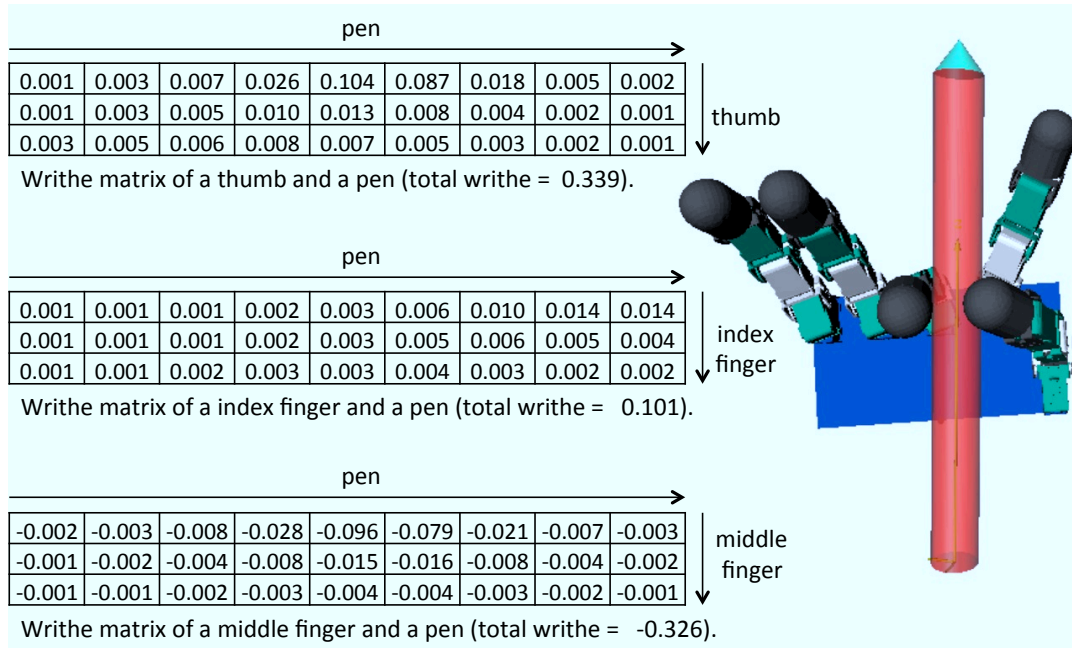 pen
0.001 0.003 0.007 0.026 0.104 0.087 0.018 0.005 0.002
0.001 0.003 0.005 0.010 0.013 0.008 0.004 0.002 0.001
0.003 0.005 0.006 0.008 0.007 0.005 0.003 0.002 0.001
thumb
Writhe matrix of a thumb and a pen (total writhe = 0.339).
pen
0.001 0.001 0.001 0.002 0.003 0.006 0.010 0.014 0.014
0.001 0.001 0.001 0.002 0.003 0.005 0.006 0.005 0.004
0.001 0.001 0.002 0.003 0.003 0.004 0.003 0.002 0.002
index
finger
Writhe matrix of a index finger and a pen (total writhe = 0.101).
pen
-0.002 -0.003 -0.008 -0.028 -0.096 -0.079 -0.021 -0.007 -0.003
-0.001 -0.002 -0.004 -0.008 -0.015 -0.016 -0.008 -0.004 -0.002
-0.001 -0.001 -0.002 -0.003 -0.004 -0.004 -0.003 -0.002 -0.001
middle
finger
Writhe matrix of a middle finger and a pen (total writhe = -0.326).